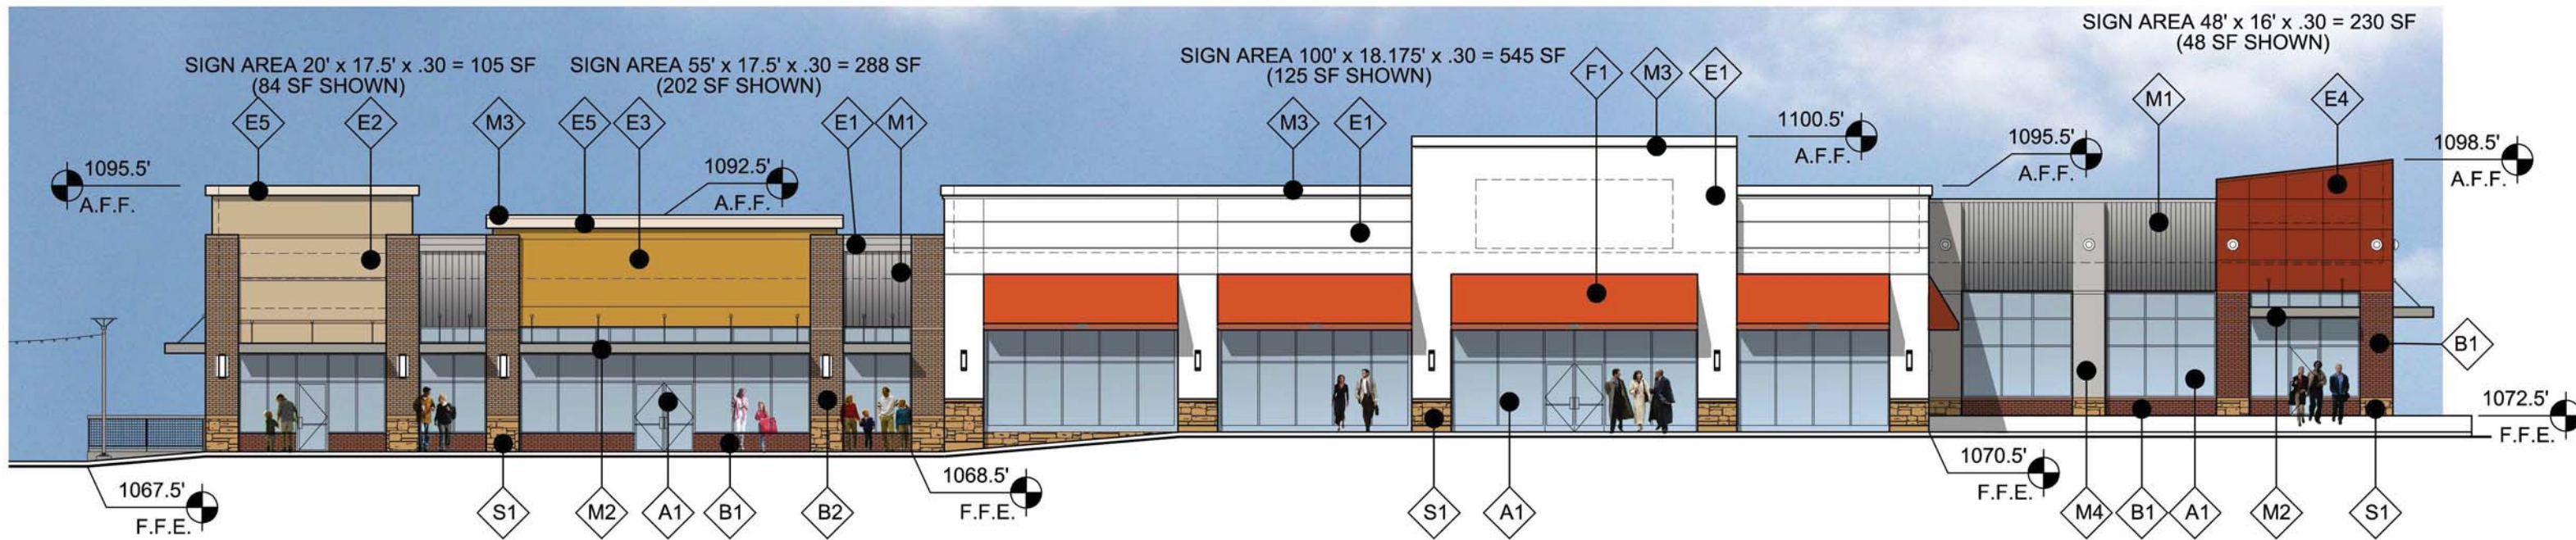 SIGN AREA 48' x 16' x .30 = 230 SF
(48 SF SHOWN)
SIGN AREA 20' x 17.5' x .30 = 105 SF
(84 SF SHOWN)
SIGN AREA 55' x 17.5' x .30 = 288 SF
(202 SF SHOWN)
SIGN AREA 100' x 18.175' x .30 = 545 SF
(125 SF SHOWN)
F1
M3
E1
M1
E4
E5
E2
M3
E5
E3
E1
M1
M3
E1
1100.5'
A.F.F.
1095.5'
A.F.F.
1098.5'
A.F.F.
1095.5'
A.F.F.
1092.5'
A.F.F.
B1
1072.5'
F.F.E.
1067.5'
F.F.E.
1068.5'
F.F.E.
1070.5'
F.F.E.
S1
M2
A1
B1
B2
S1
A1
M4
B1
A1
M2
S1